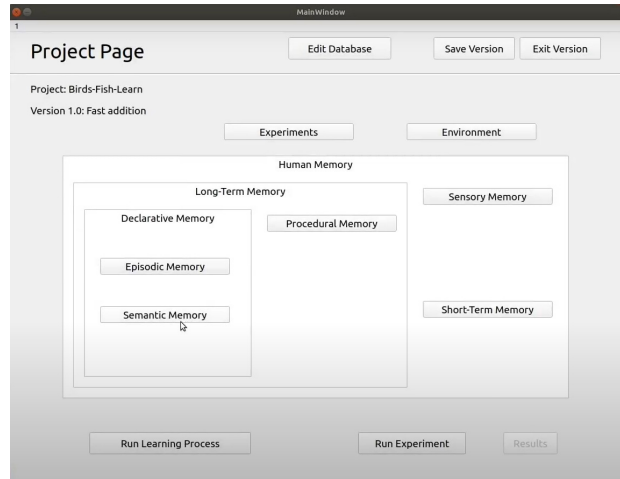 MainWindow
1
Project Page
Edit Database
Save Version
Exit Version
Project: Birds-Fish-Learn
Version 1.0: Fast addition
Experiments
Environment
Human Memory
Long-Term Memory
Sensory Memory
Declarative Memory
Procedural Memory
Episodic Memory
Semantic Memory
Short-Term Memory
Run Learning Process
Run Experiment
Results